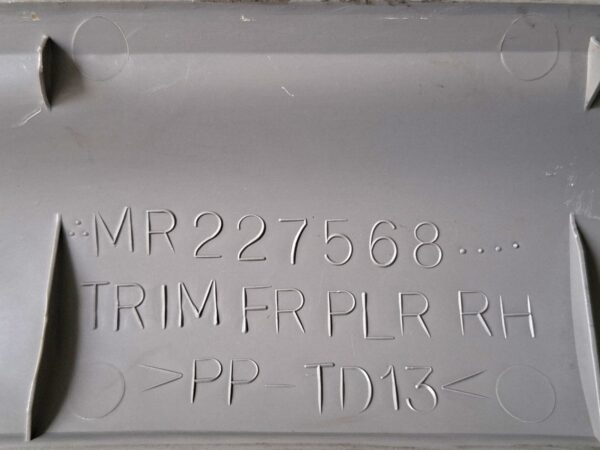 MR227568
TRIM FR PLR RH
>PP-TD13<